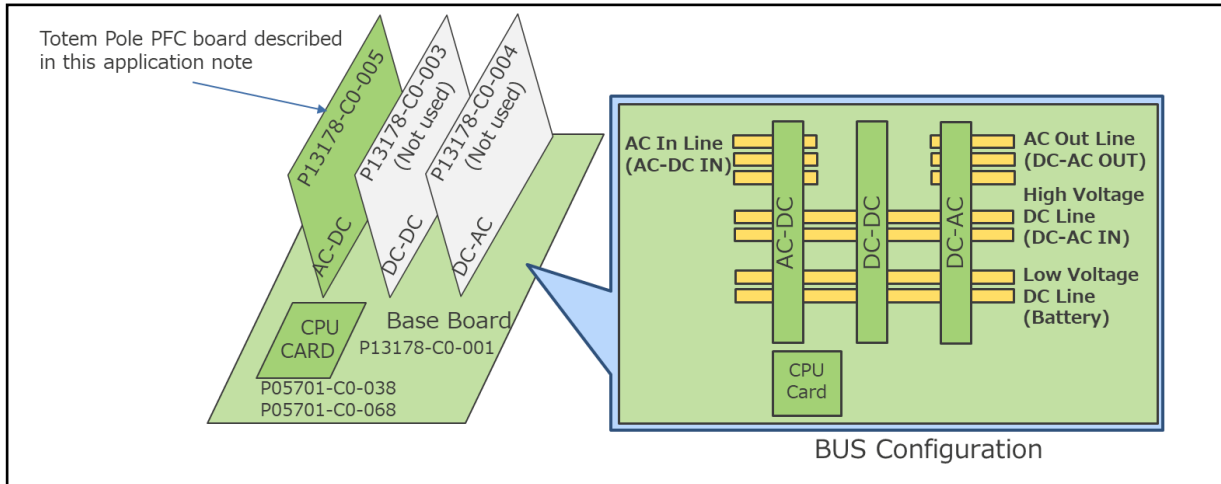 Totem Pole PFC board described
in this application note
P13178-C0-005
AC-DC
P13178-C0-003
(Not used)
DC-DC
P13178-C0-004
(Not used)
DC-AC
CPU
CARD
Base Board
P13178-C0-001
P05701-C0-038
P05701-C0-068
AC In Line
(AC-DC IN)
AC-DC
DC-DC
DC-AC
AC Out Line
(DC-AC OUT)
High Voltage
DC Line
(DC-AC IN)
Low Voltage
DC Line
(Battery)
CPU
Card
BUS Configuration